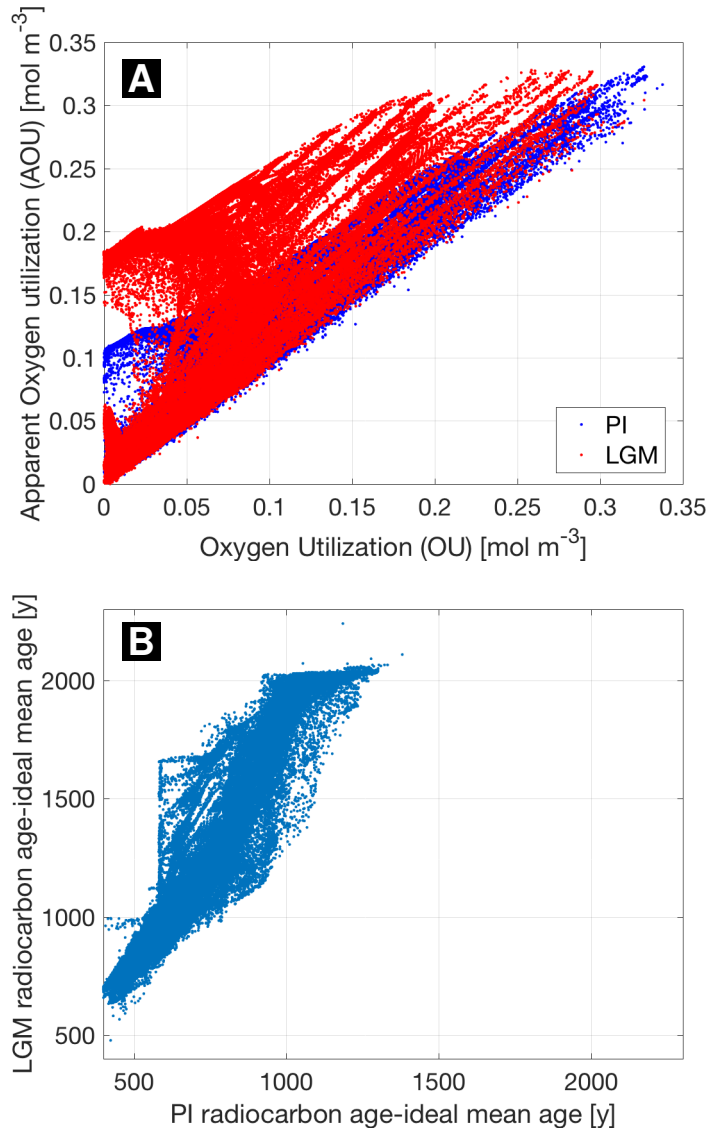 A
Apparent Oxygen utilization (AOU) [mol m⁻³]
0.35
0.3
0.25
0.2
0.15
0.1
0.05
0
0 0.05 0.1 0.15 0.2 0.25 0.3 0.35
PI
LGM
Oxygen Utilization (OU) [mol m⁻³]
B
LGM radiocarbon age-ideal mean age [y]
2000
1500
1000
500
500 1000 1500 2000
PI radiocarbon age-ideal mean age [y]